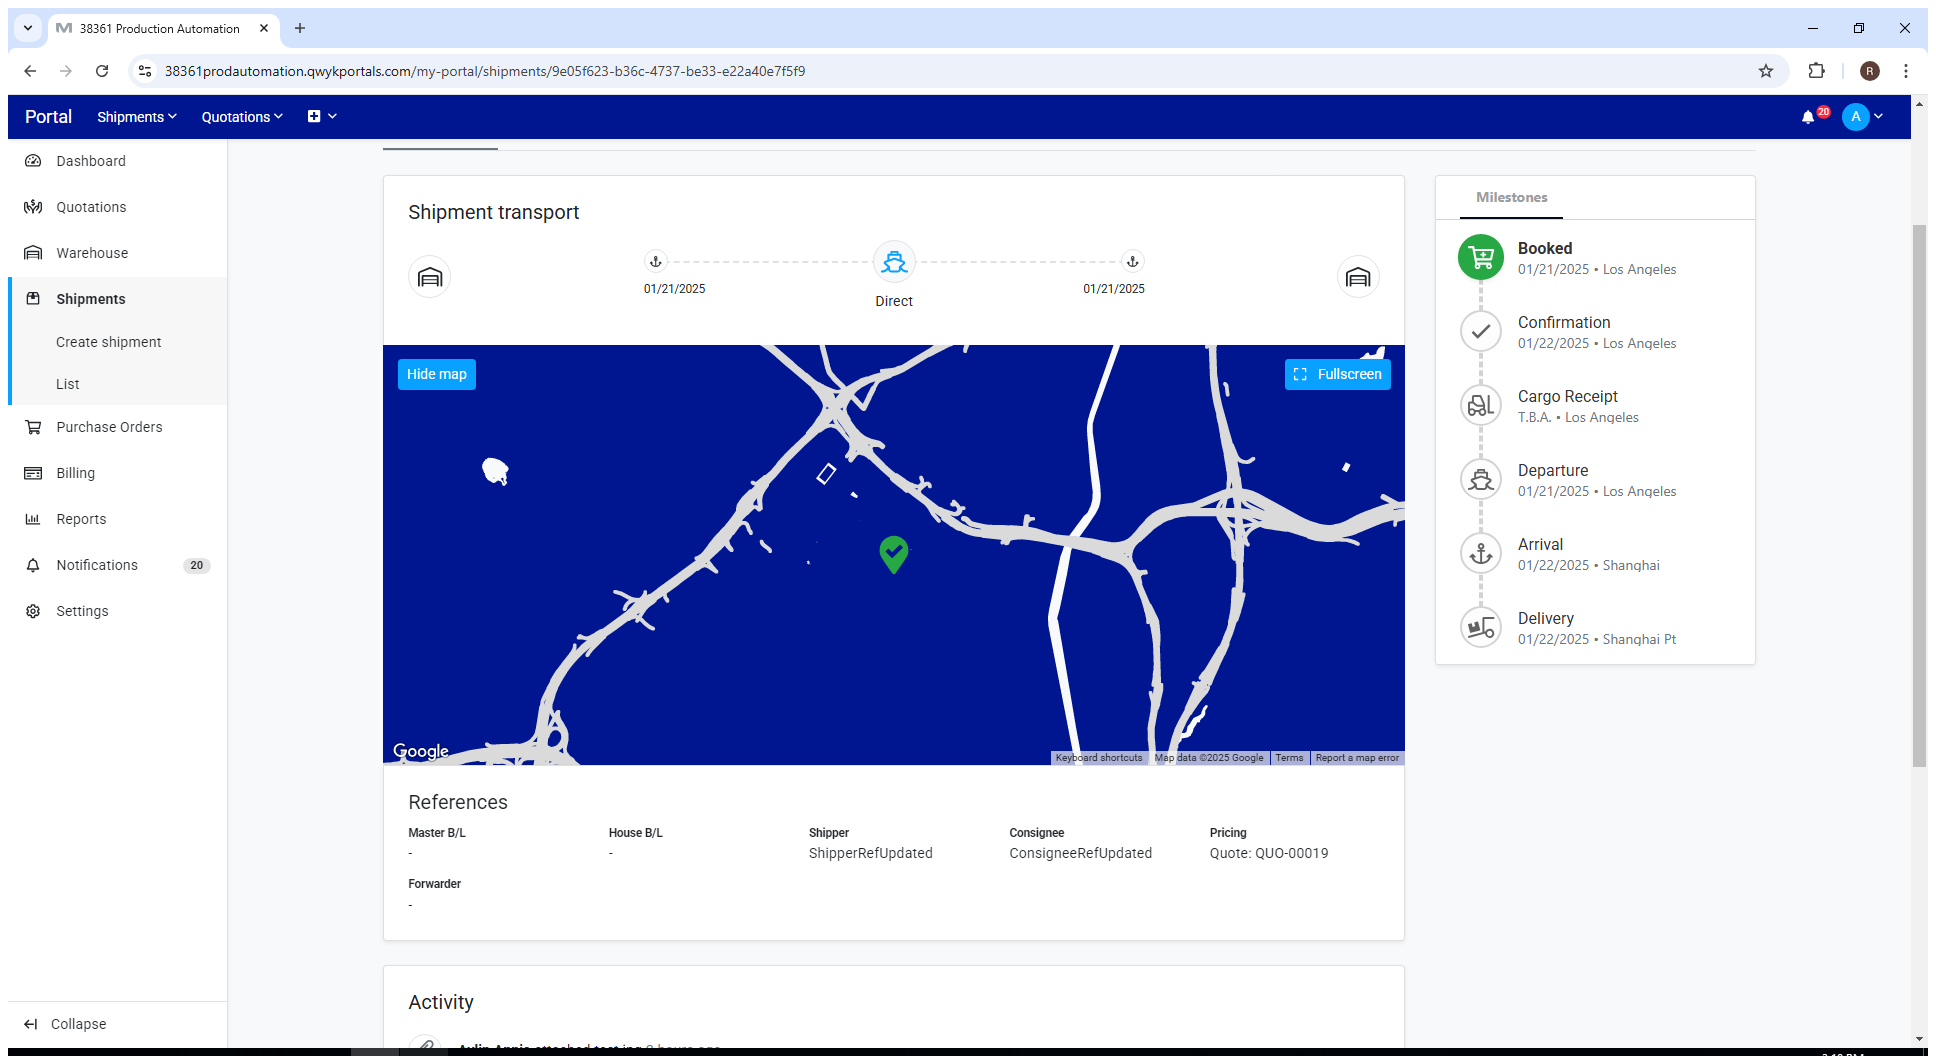 38361 Production Automation
38361prodautomation.qwykportals.com/my-portal/shipments/9e05f623-b36c-4737-be33-e22a40e7f5f9
R
Portal
Shipments
Quotations
20
A
Dashboard
Quotations
Warehouse
Shipments
Create shipment
List
Purchase Orders
Billing
Reports
Notifications 20
Settings
Collapse
Shipment transport
01/21/2025
Direct
01/21/2025
Hide map
Fullscreen
Google
Keyboard shortcuts
Map data ©2025 Google
Terms
Report a map error
References
Master B/L
-
House B/L
-
Shipper
ShipperRefUpdated
Consignee
ConsigneeRefUpdated
Pricing
Quote: QUO-00019
Forwarder
-
Activity
Milestones
Booked
01/21/2025 • Los Angeles
Confirmation
01/22/2025 • Los Angeles
Cargo Receipt
T.B.A. • Los Angeles
Departure
01/21/2025 • Los Angeles
Arrival
01/22/2025 • Shanghai
Delivery
01/22/2025 • Shanghai Pt